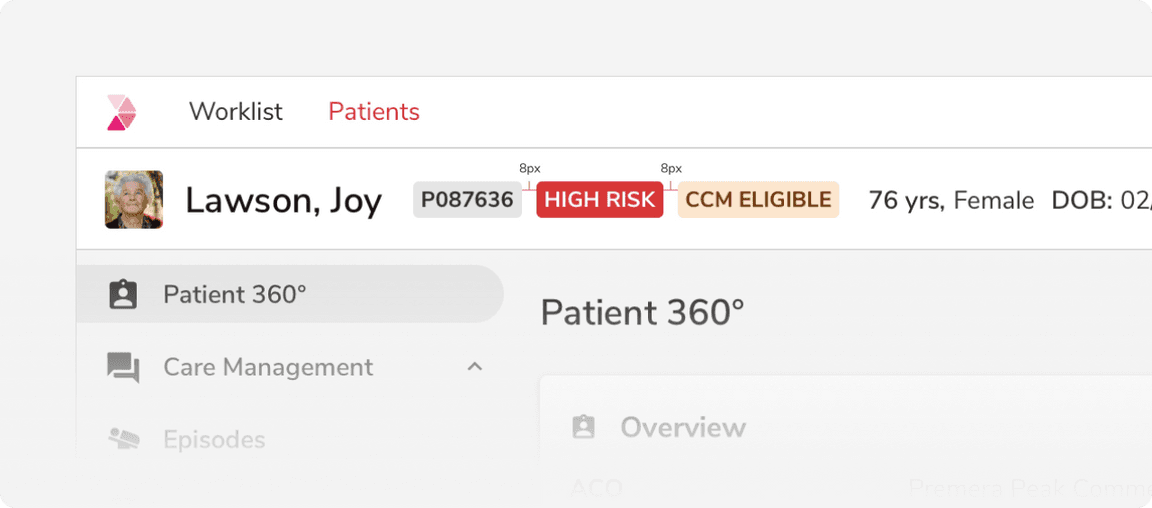 Worklist Patients
8px 8px
Lawson, Joy P087636 HIGH RISK CCM ELIGIBLE 76 yrs, Female DOB: 02/
Patient 360°
Patient 360°
Care Management
Episodes
Overview
ACO Premera Peak Comme